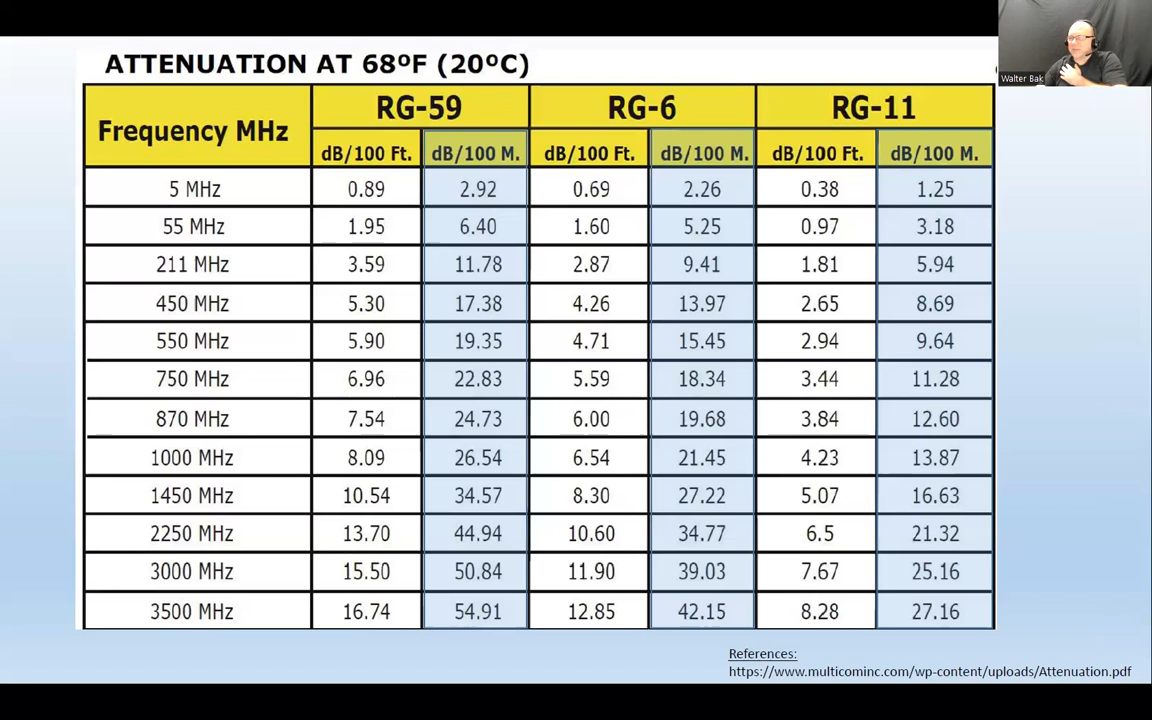 Walter Bak
ATTENUATION AT 68ºF (20ºC)
Frequency MHz RG-59 RG-6 RG-11
dB/100 Ft. dB/100 M. dB/100 Ft. dB/100 M. dB/100 Ft. dB/100 M.
5 MHz 0.89 2.92 0.69 2.26 0.38 1.25
55 MHz 1.95 6.40 1.60 5.25 0.97 3.18
211 MHz 3.59 11.78 2.87 9.41 1.81 5.94
450 MHz 5.30 17.38 4.26 13.97 2.65 8.69
550 MHz 5.90 19.35 4.71 15.45 2.94 9.64
750 MHz 6.96 22.83 5.59 18.34 3.44 11.28
870 MHz 7.54 24.73 6.00 19.68 3.84 12.60
1000 MHz 8.09 26.54 6.54 21.45 4.23 13.87
1450 MHz 10.54 34.57 8.30 27.22 5.07 16.63
2250 MHz 13.70 44.94 10.60 34.77 6.5 21.32
3000 MHz 15.50 50.84 11.90 39.03 7.67 25.16
3500 MHz 16.74 54.91 12.85 42.15 8.28 27.16
References:
https://www.multicominc.com/wp-content/uploads/Attenuation.pdf